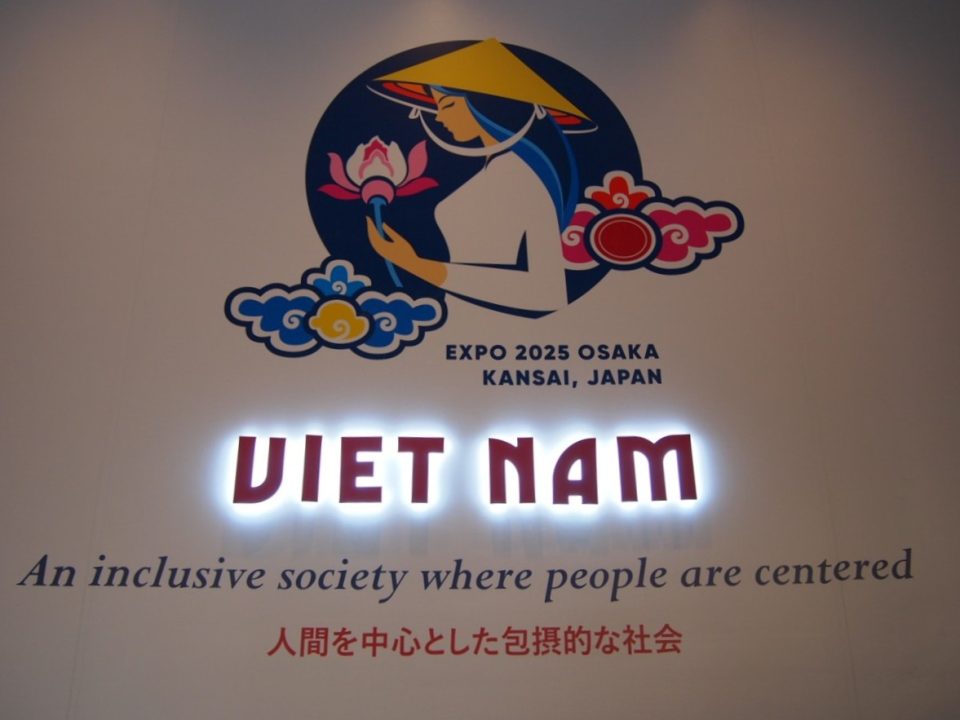 EXPO 2025 OSAKA
KANSAI, JAPAN
VIET NAM
An inclusive society where people are centered
人間を中心とした包摂的な社会